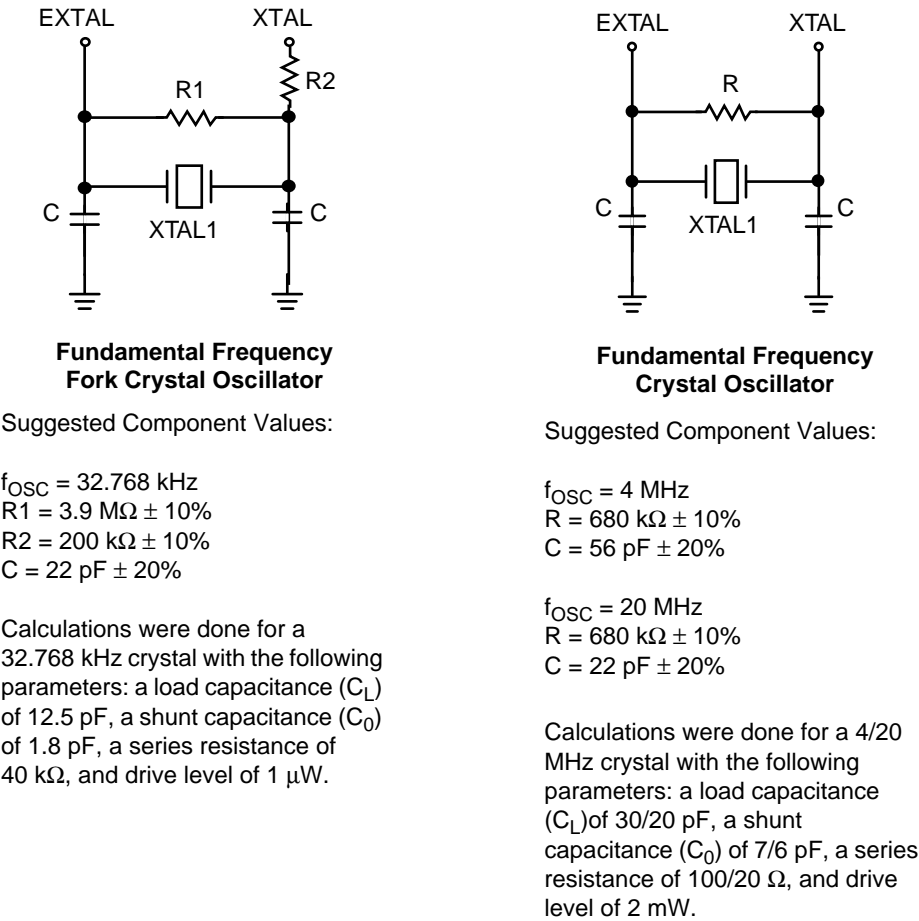 EXTAL
XTAL
R2
R1
C
XTAL1
C
Fundamental Frequency
Fork Crystal Oscillator
Suggested Component Values:
fOSC = 32.768 kHz
R1 = 3.9 MΩ ± 10%
R2 = 200 kΩ ± 10%
C = 22 pF ± 20%
Calculations were done for a
32.768 kHz crystal with the following
parameters: a load capacitance (CL)
of 12.5 pF, a shunt capacitance (C0)
of 1.8 pF, a series resistance of
40 kΩ, and drive level of 1 μW.
EXTAL
XTAL
R
C
XTAL1
C
Fundamental Frequency
Crystal Oscillator
Suggested Component Values:
fOSC = 4 MHz
R = 680 kΩ ± 10%
C = 56 pF ± 20%
fOSC = 20 MHz
R = 680 kΩ ± 10%
C = 22 pF ± 20%
Calculations were done for a 4/20
MHz crystal with the following
parameters: a load capacitance
(CL)of 30/20 pF, a shunt
capacitance (C0) of 7/6 pF, a series
resistance of 100/20 Ω, and drive
level of 2 mW.